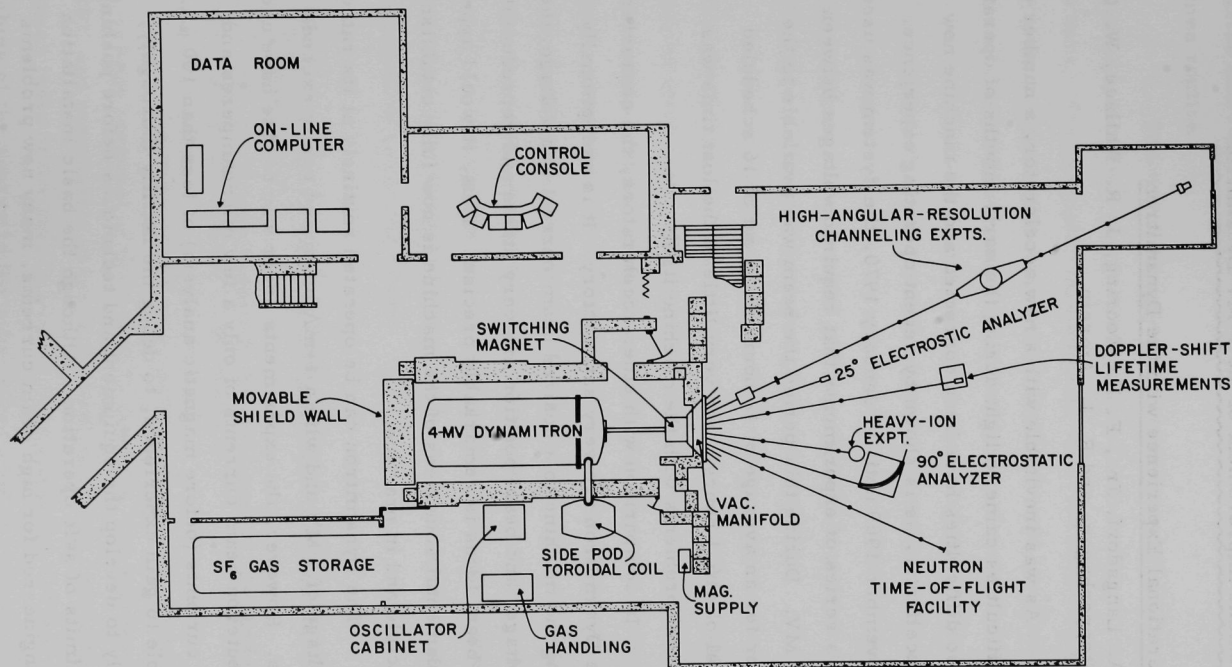 DATA ROOM
ON-LINE
COMPUTER
CONTROL
CONSOLE
HIGH-ANGULAR-RESOLUTION
CHANNELING EXPTS.
SWITCHING
MAGNET
25° ELECTROSTATIC ANALYZER
DOPPLER-SHIFT
LIFETIME
MEASUREMENTS
MOVABLE
SHIELD WALL
4-MV DYNAMITRON
HEAVY-ION
EXPT.
90° ELECTROSTATIC
ANALYZER
VAC.
MANIFOLD
SIDE POD
TOROIDAL COIL
SF6 GAS STORAGE
MAG.
SUPPLY
NEUTRON
TIME-OF-FLIGHT
FACILITY
OSCILLATOR
CABINET
GAS
HANDLING